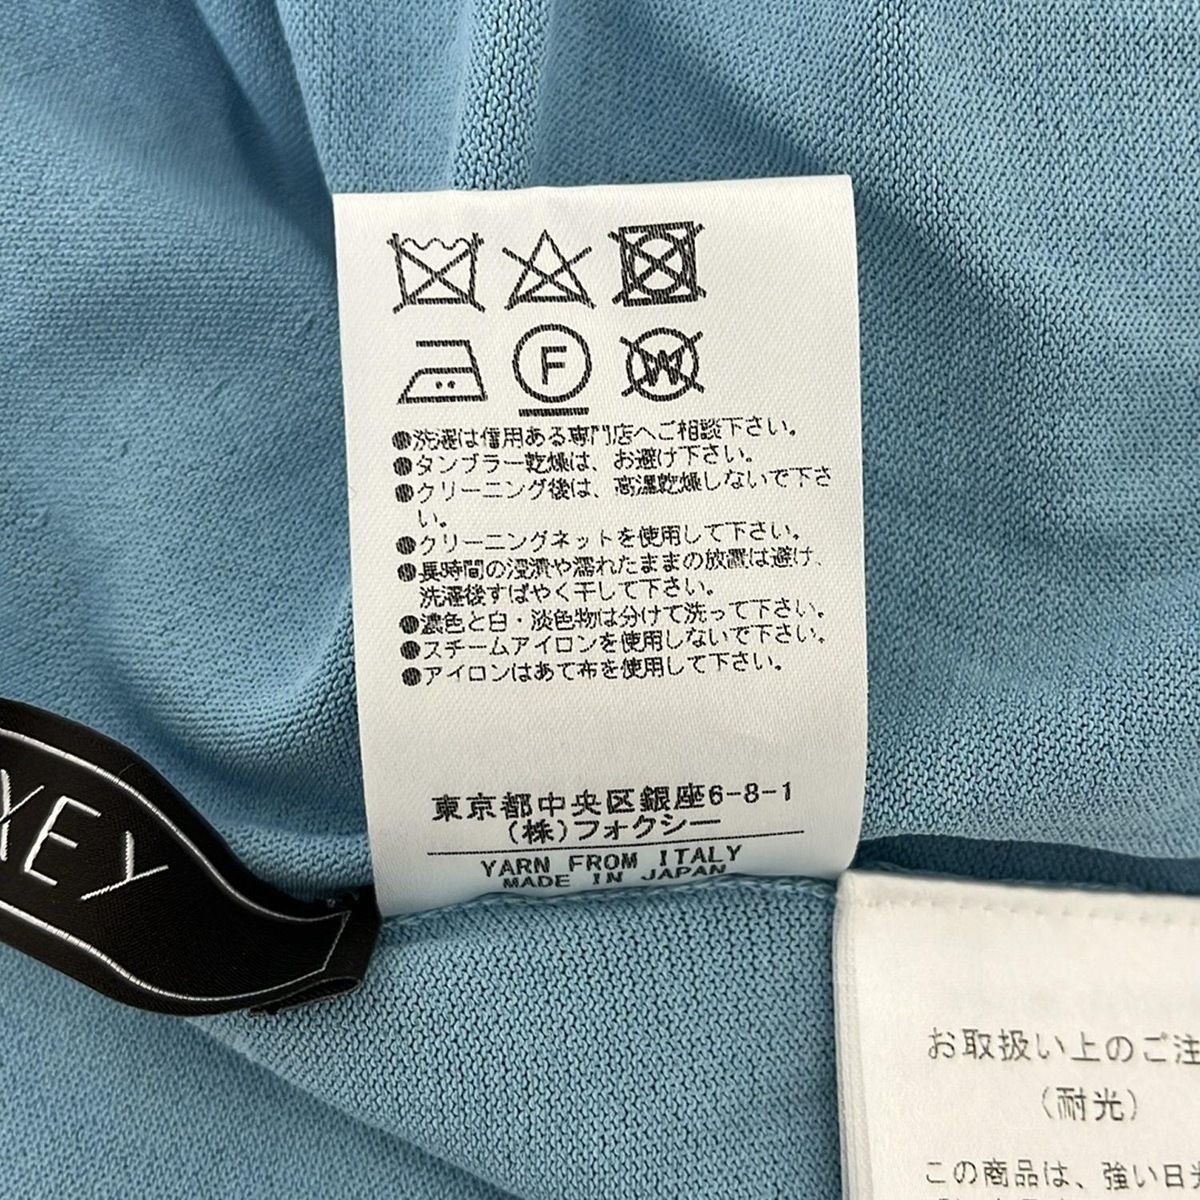 F
W
●洗濯は信用ある専門店へご相談下さい。
●タンブラー乾燥は、お避け下さい。
●クリーニング後は、高温乾燥しないで下さ
い。
●クリーニングネットを使用して下さい。
●長時間の浸漬や濡れたままの放置は避け、
洗濯後すばやく干して下さい。
●濃色と白・淡色物は分けて洗って下さい。
●スチームアイロンを使用しないで下さい。
●アイロンはあて布を使用して下さい。
東京都中央区銀座6-8-1
(株)フォクシー
YARN FROM ITALY
MADE IN JAPAN
XEY
お取扱い上のご注
(耐光)
この商品は、強い日光